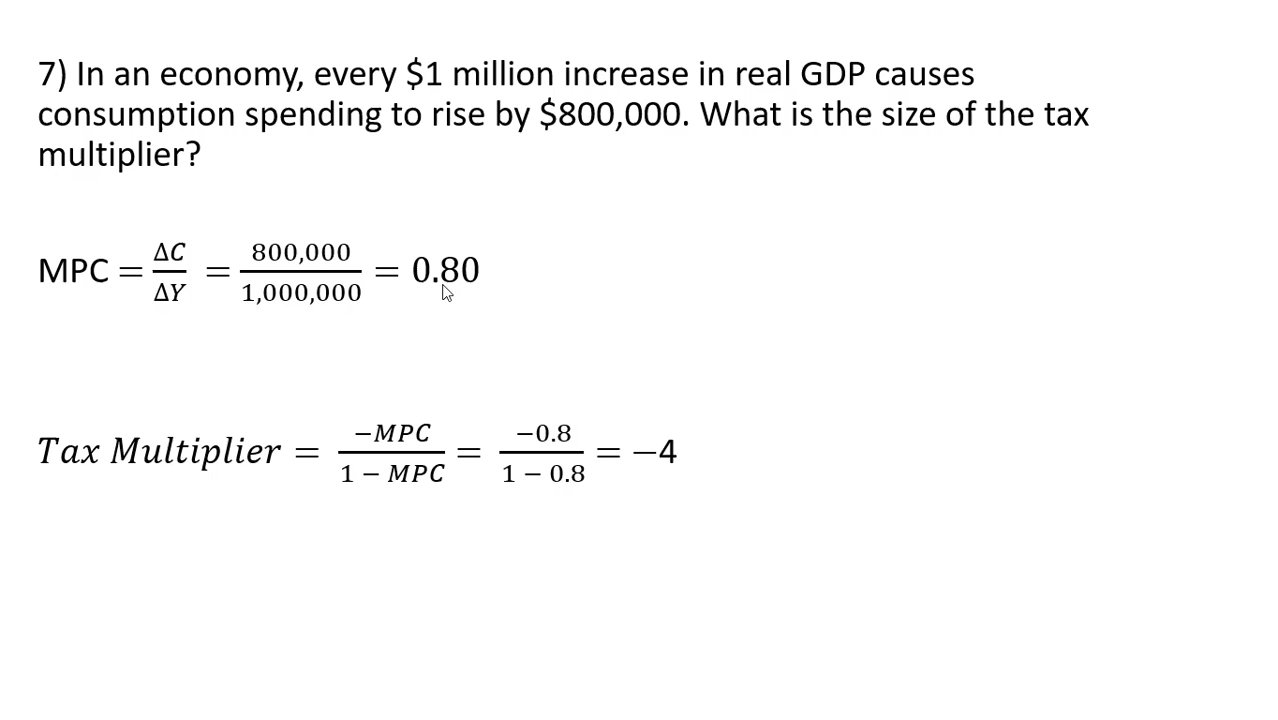 7) In an economy, every $1 million increase in real GDP causes
consumption spending to rise by $800,000. What is the size of the tax
multiplier?
MPC = ΔC/ΔY = 800,000/1,000,000 = 0.80
Tax Multiplier = −MPC/1 − MPC = −0.8/1 − 0.8 = −4